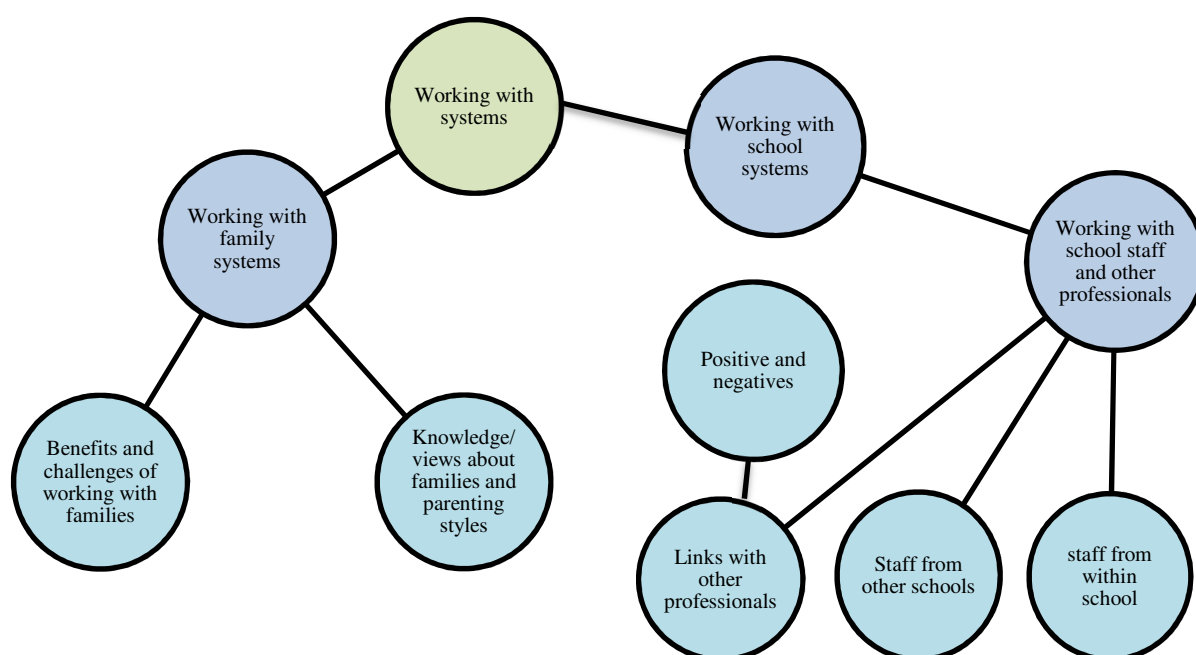 Working with
systems
Working with
school
systems
Working with
family
systems
Working with
school staff
and other
professionals
Positive and
negatives
Benefits and
challenges of
working with
families
Knowledge/
views about
families and
parenting
styles
Links with
other
professionals
Staff from
other schools
staff from
within
school